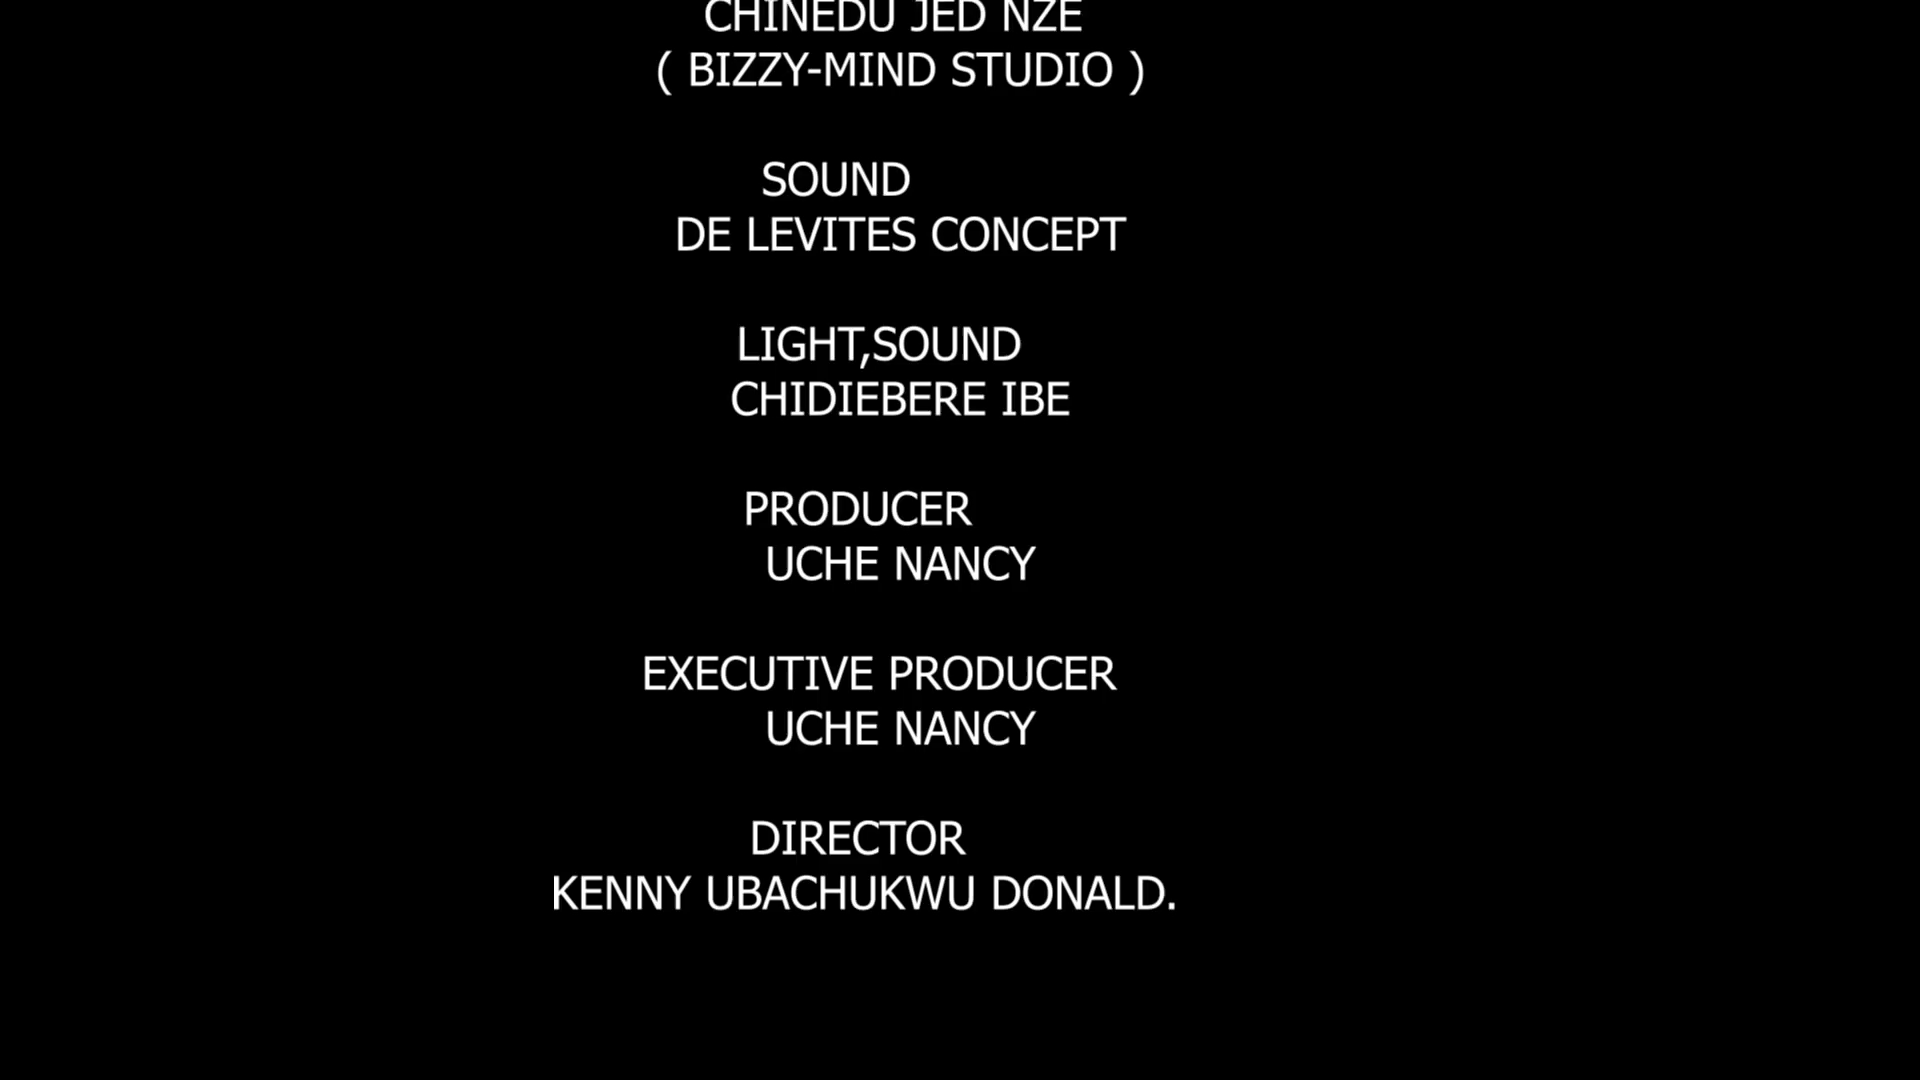 CHINEDU JED NZE
( BIZZY-MIND STUDIO )
SOUND
DE LEVITES CONCEPT
LIGHT,SOUND
CHIDIEBERE IBE
PRODUCER
UCHE NANCY
EXECUTIVE PRODUCER
UCHE NANCY
DIRECTOR
KENNY UBACHUKWU DONALD.